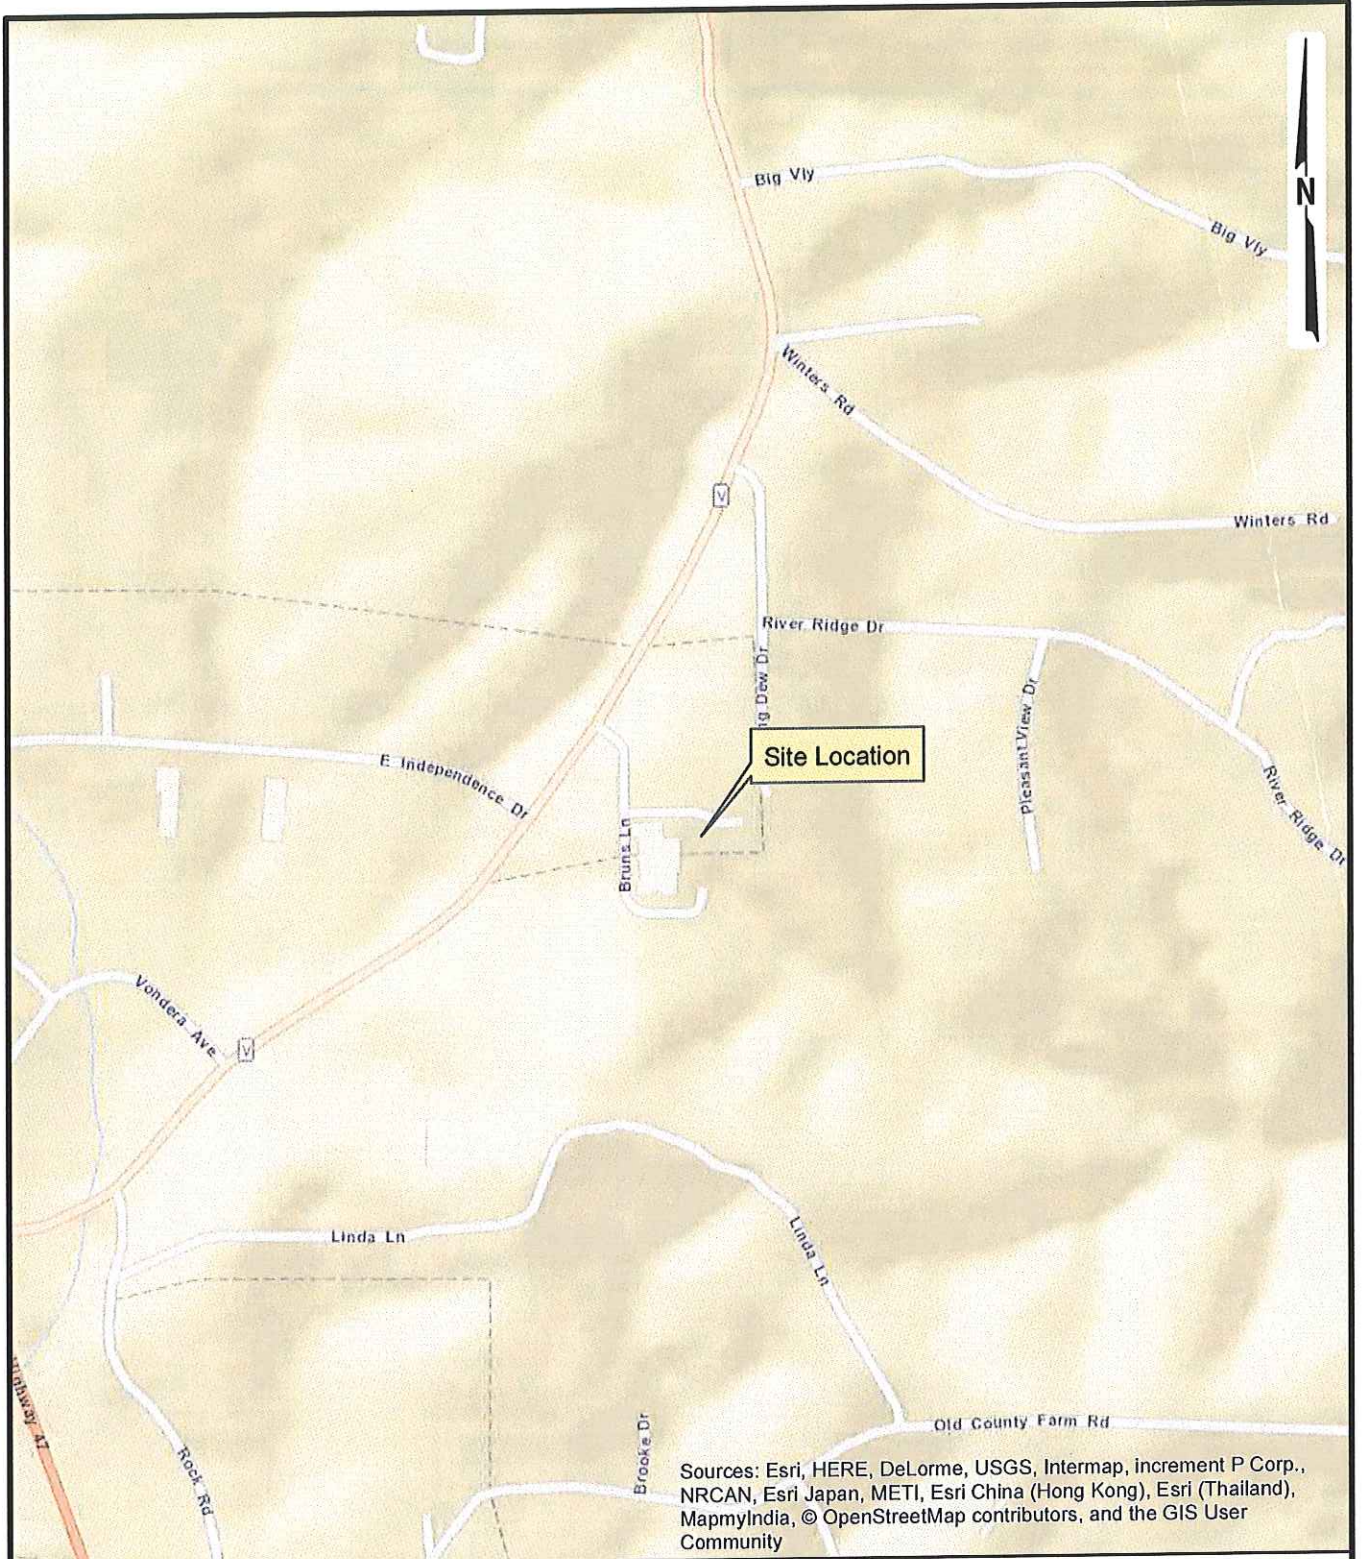 N
Big Vly
Big Vly
Winters Rd
V
Winters Rd
River Ridge Dr
ng Dew Dr
Pleasant View Dr
Site Location
E Independence Dr
River Ridge Dr
Bruns Ln
Vondera Ave
V
Linda Ln
Linda Ln
Highway 47
Old County Farm Rd
Brooke Dr
Rock Rd
Sources: Esri, HERE, DeLorme, USGS, Intermap, increment P Corp.,
NRCAN, Esri Japan, METI, Esri China (Hong Kong), Esri (Thailand),
MapmyIndia, © OpenStreetMap contributors, and the GIS User
Community